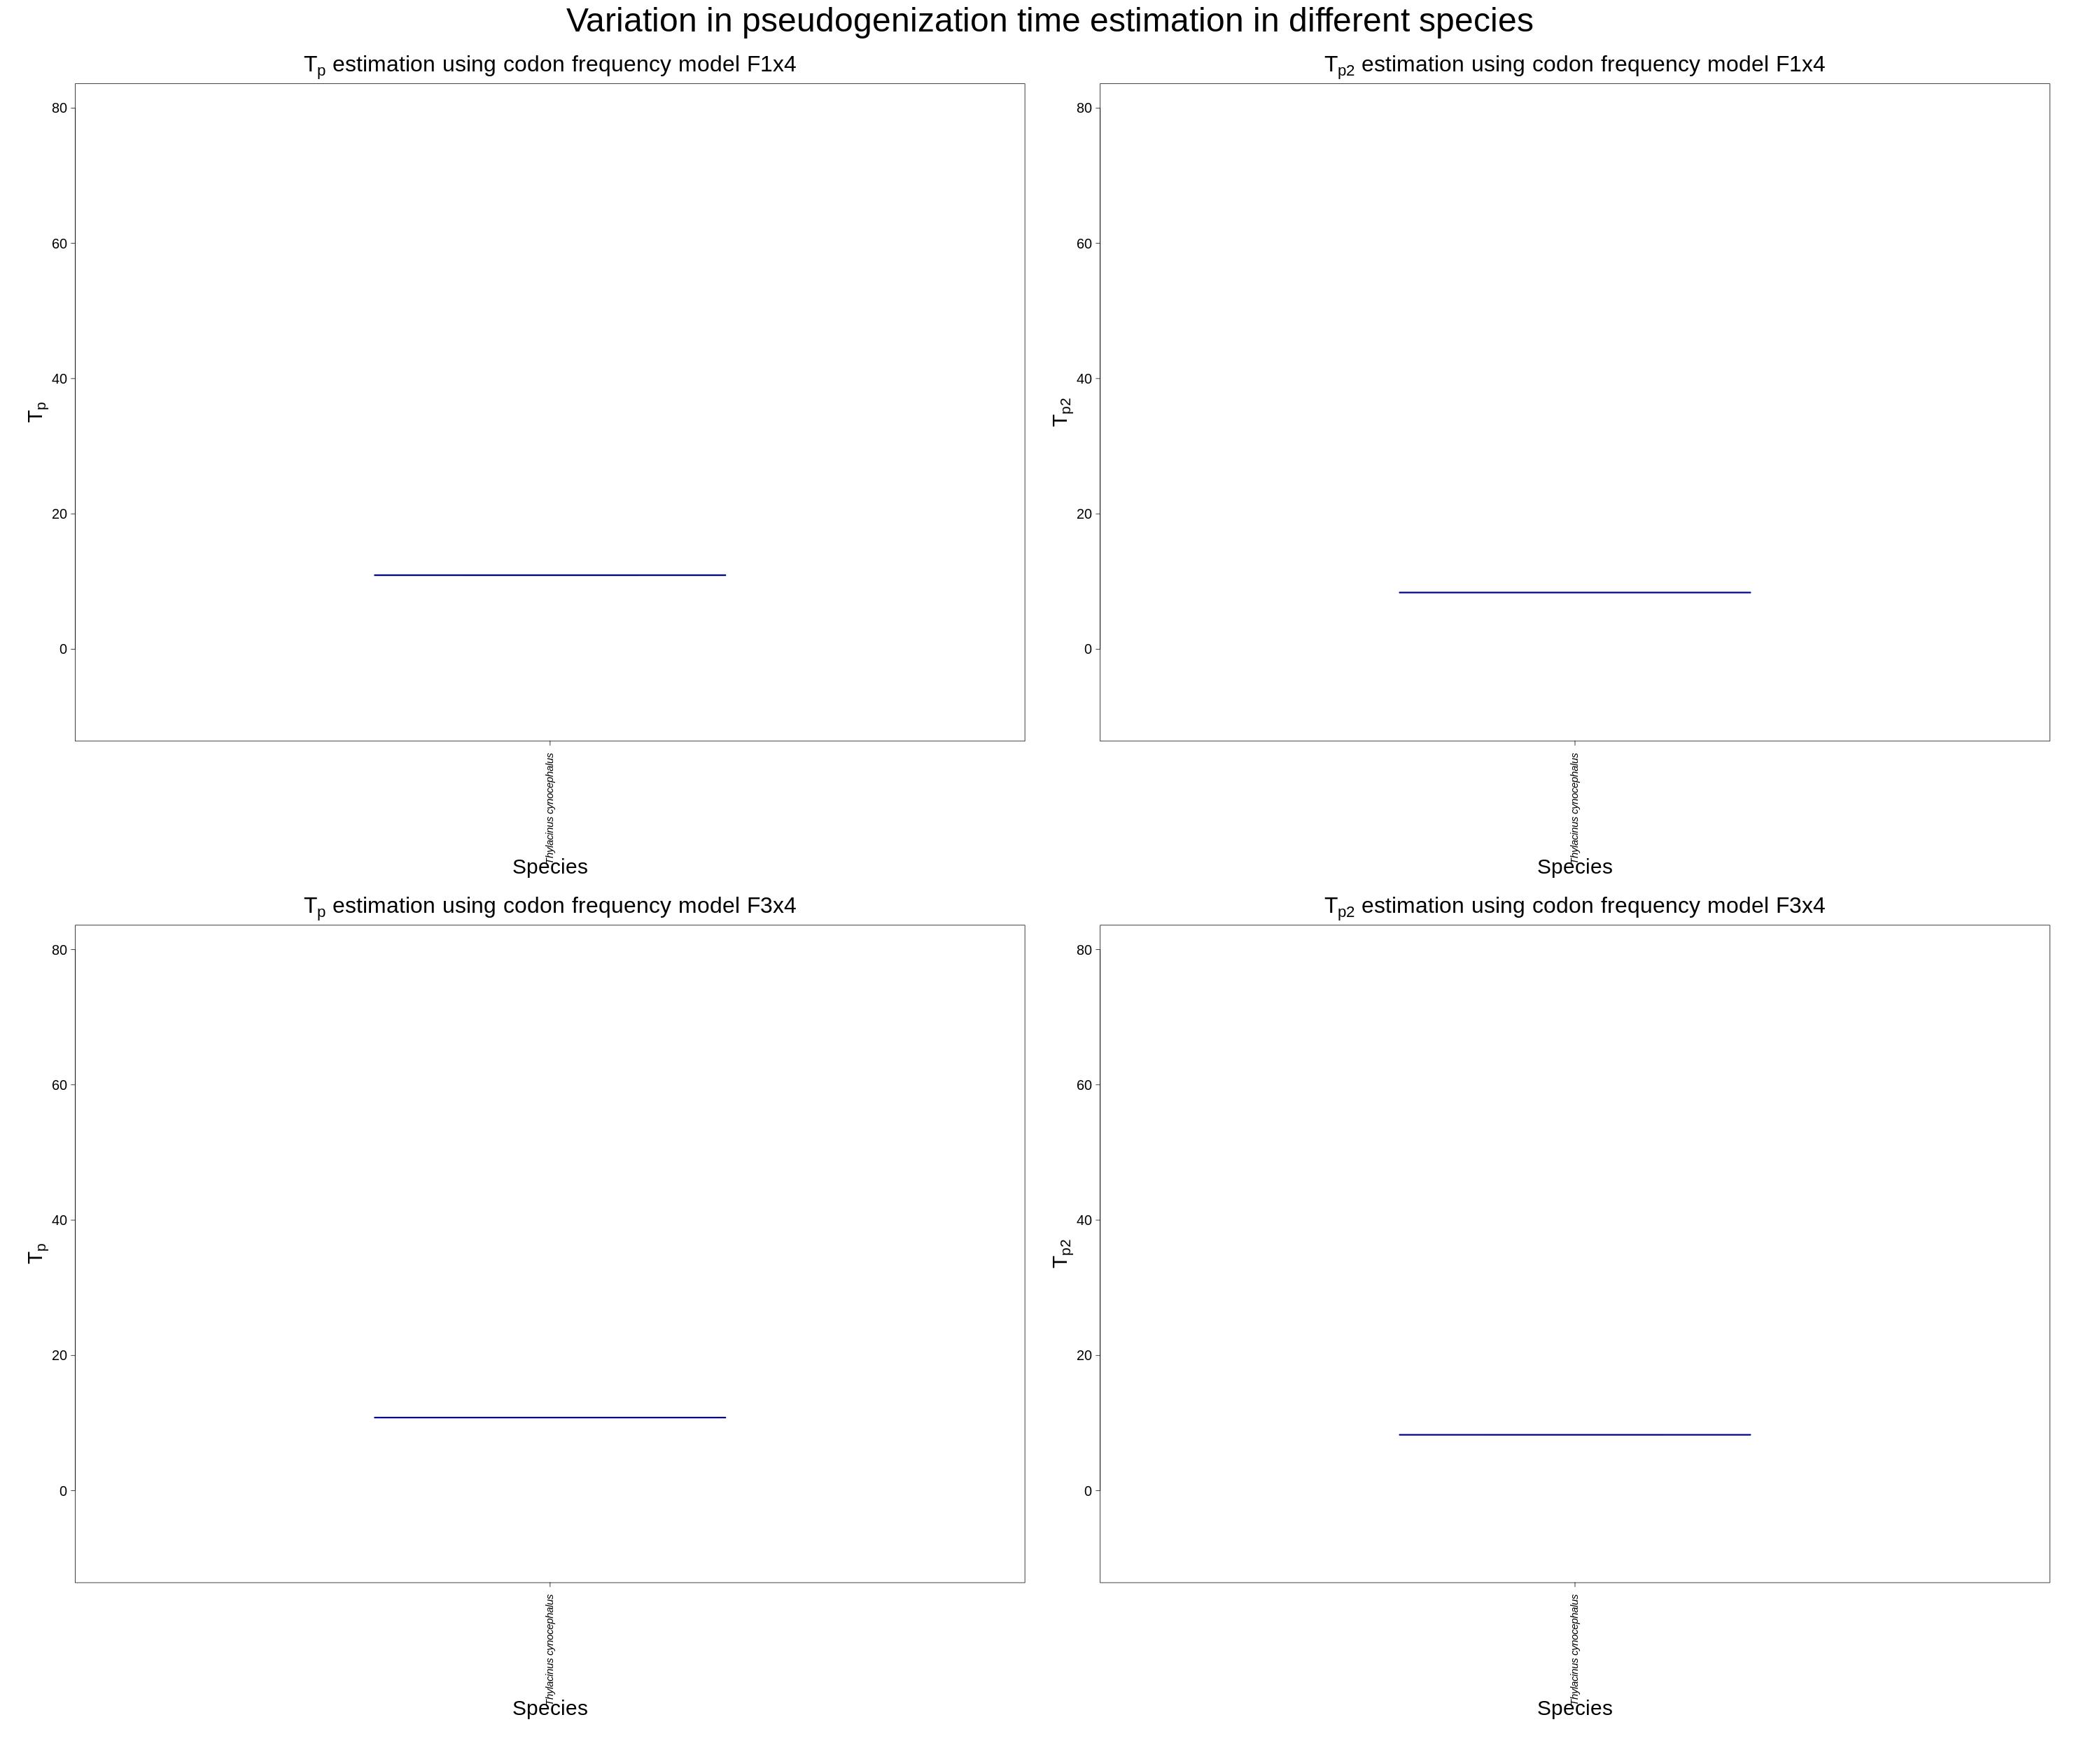 Variation in pseudogenization time estimation in different species
Tp estimation using codon frequency model F1x4
80
60
40
20
0
Tp
Thylacinus cynocephalus
Species
Tp2 estimation using codon frequency model F1x4
80
60
40
20
0
Tp2
Thylacinus cynocephalus
Species
Tp estimation using codon frequency model F3x4
80
60
40
20
0
Tp
Thylacinus cynocephalus
Species
Tp2 estimation using codon frequency model F3x4
80
60
40
20
0
Tp2
Thylacinus cynocephalus
Species